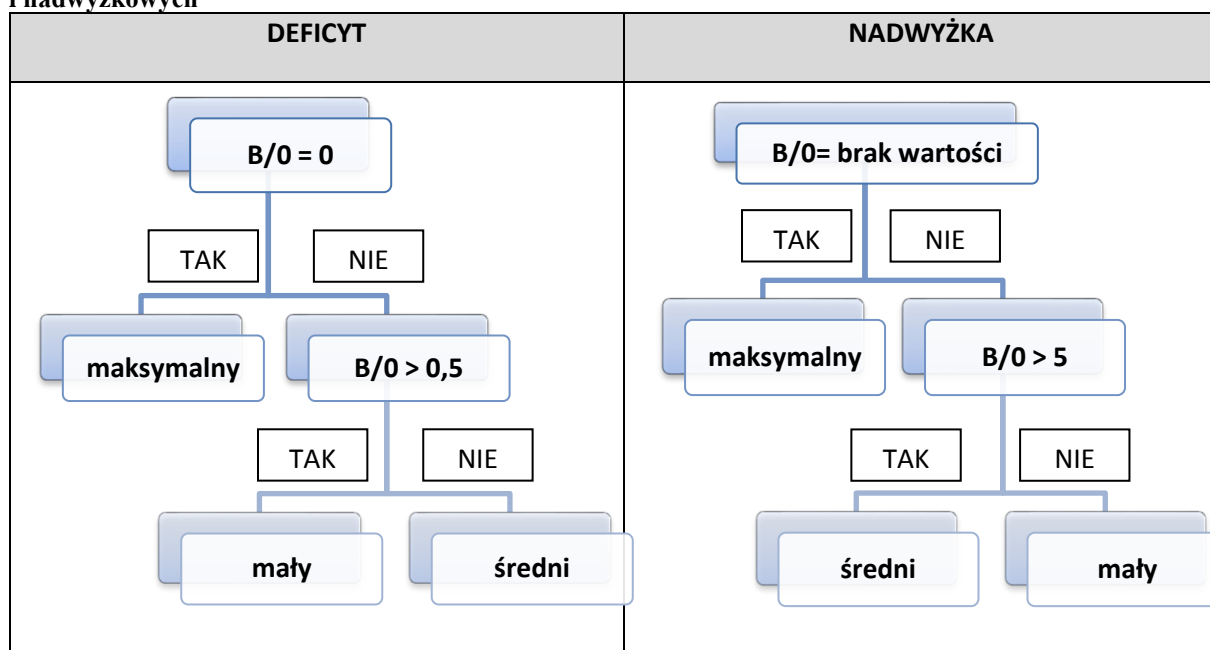 i nadwyżkowych
DEFICYT
NADWYŻKA
B/0 = 0
TAK
NIE
maksymalny
B/0 > 0,5
TAK
NIE
mały
średni
B/0= brak wartości
TAK
NIE
maksymalny
B/0 > 5
TAK
NIE
średni
mały